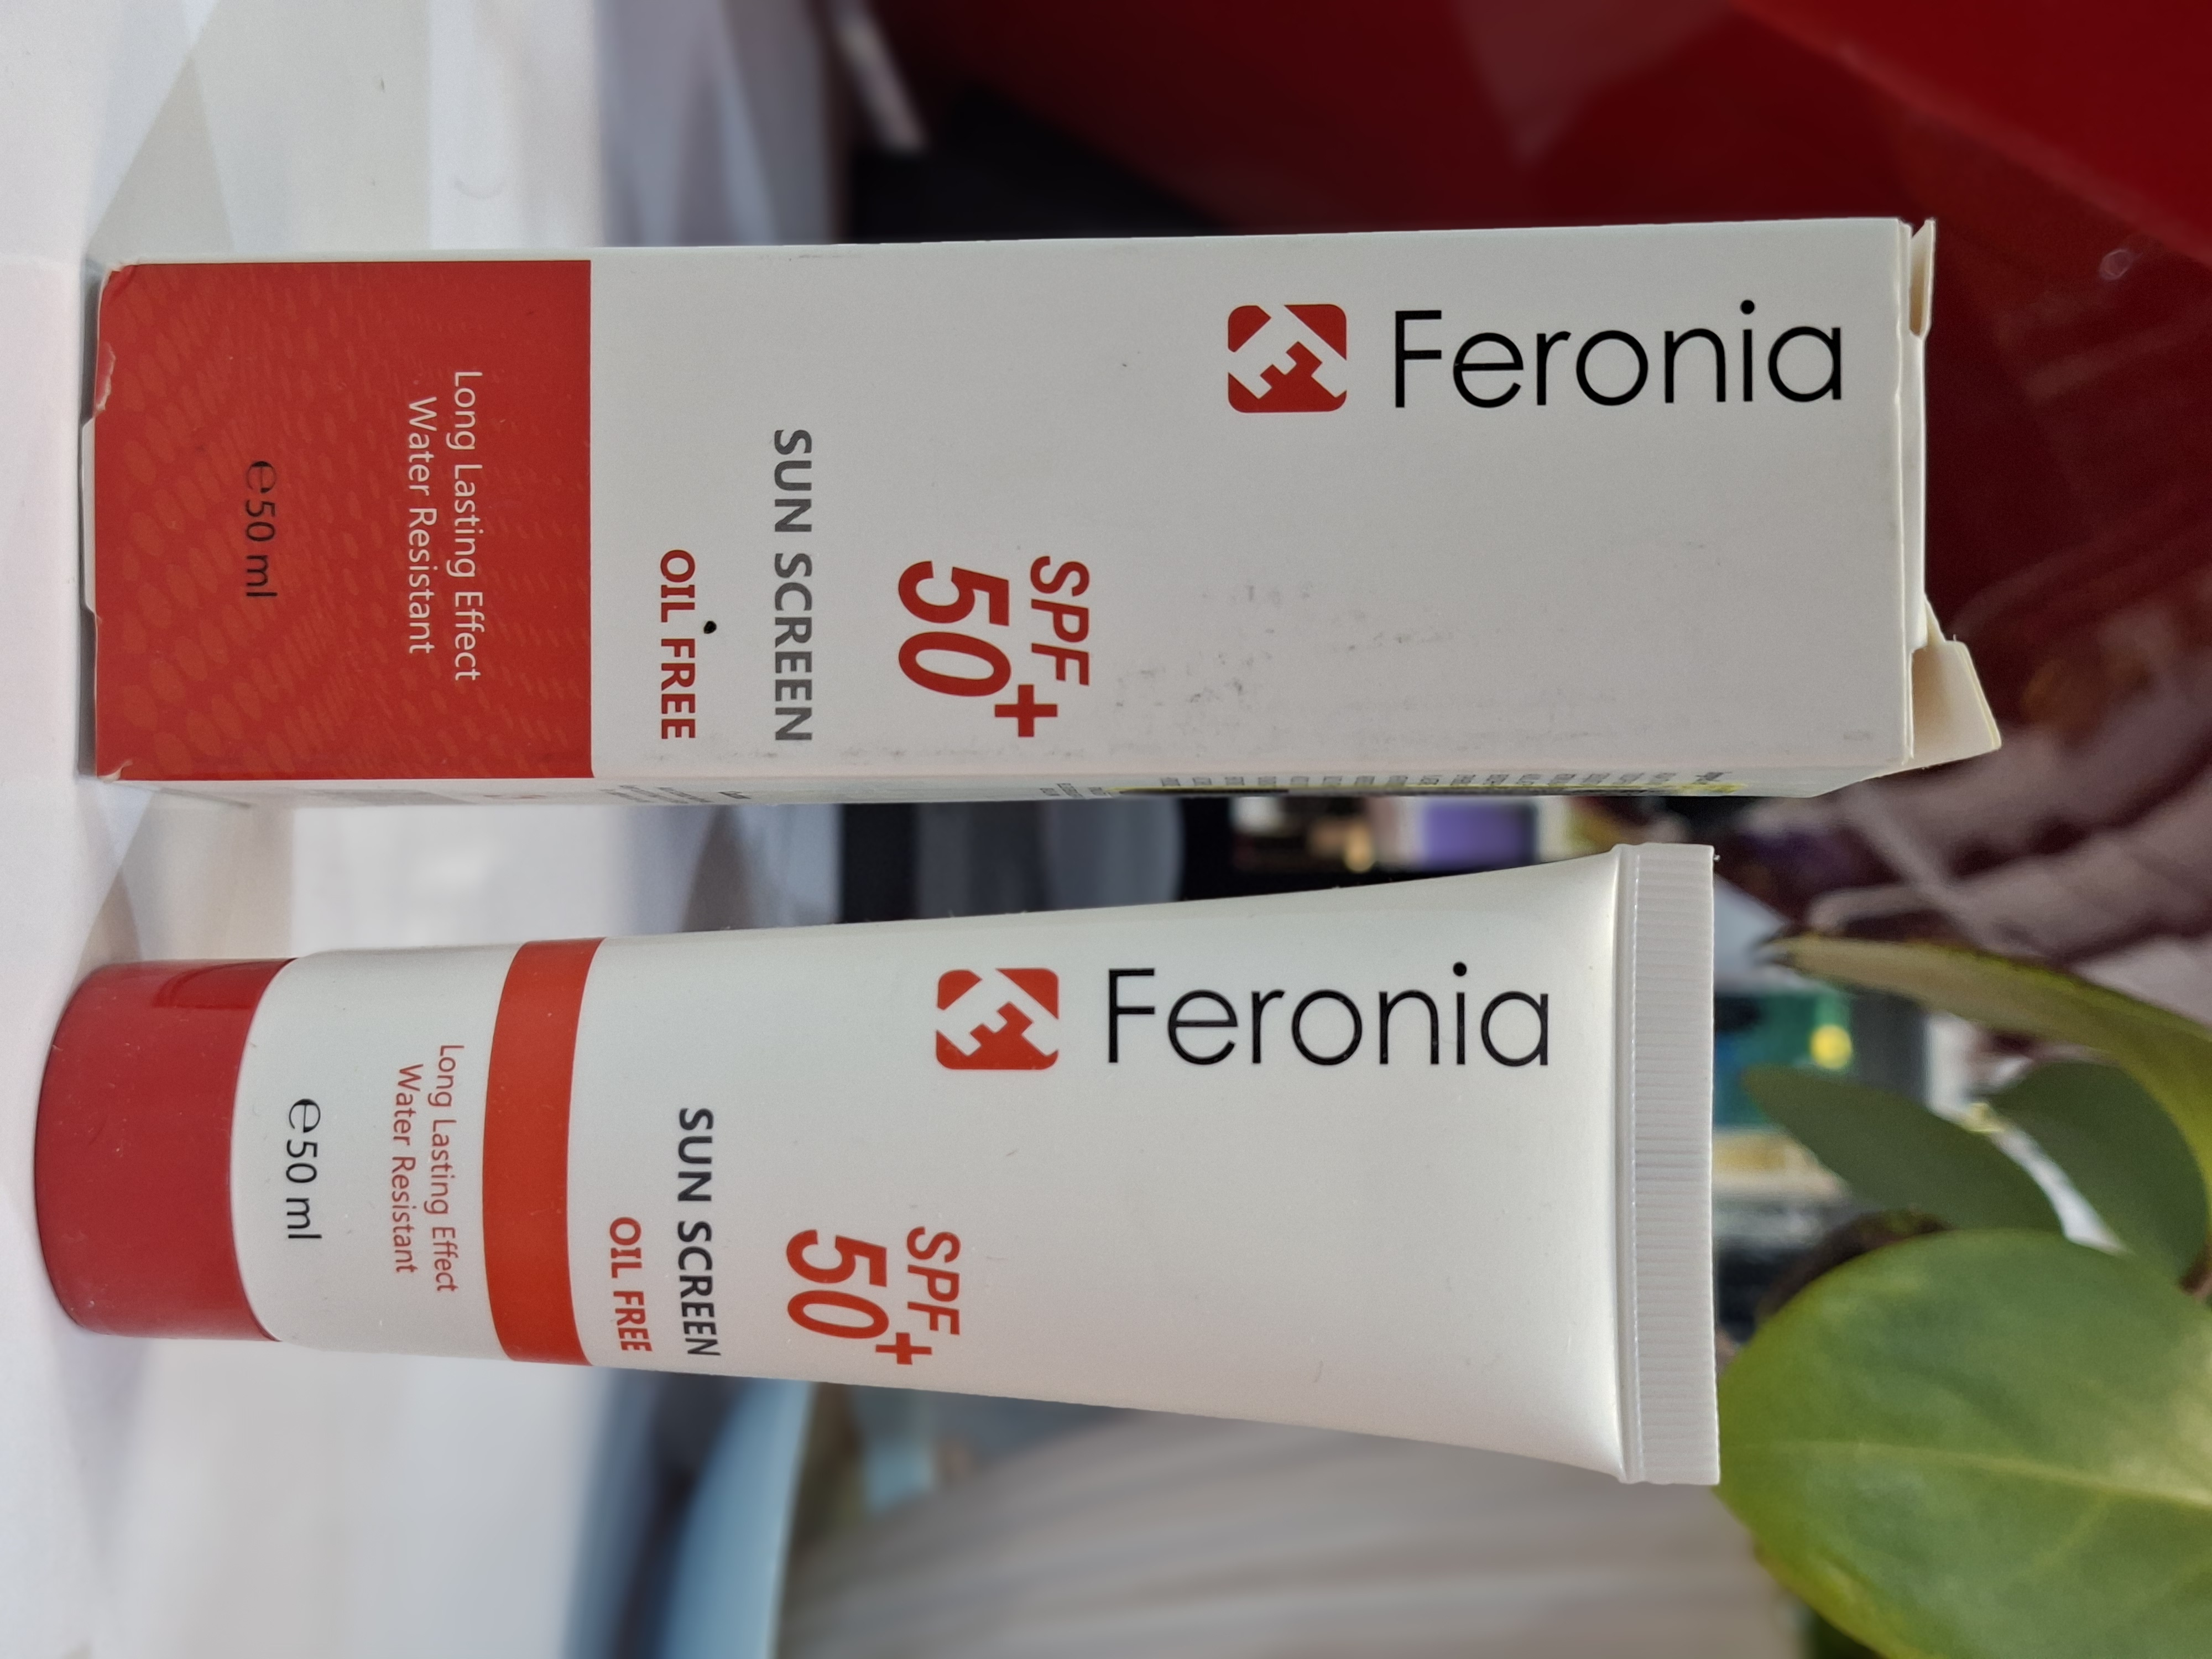 Feronia
SPF
50+
SUN SCREEN
OIL FREE
Long Lasting Effect
Water Resistant
℮50 ml
Feronia
SPF
50+
SUN SCREEN
OIL FREE
Long Lasting Effect
Water Resistant
℮50 ml